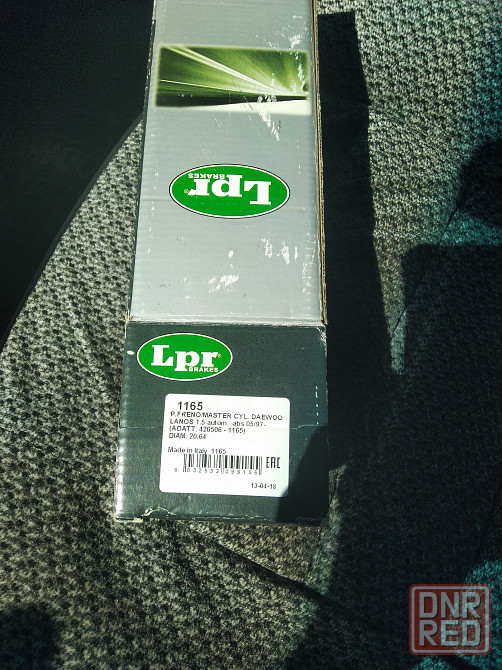 Lpr
BRAKES
Lpr®
BRAKES
1165
P.FRENO/MASTER CYL. DAEWOO
LANOS 1.5 autom. -abs 05/97-
(ADATT. 426506 - 1165)
DIAM. 20.64
Made in Italy 1165
EAC
13-04-18
DNR
RED